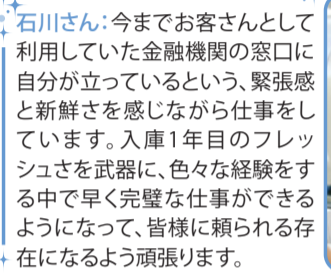 石川さん：今までお客さんとして
利用していた金融機関の窓口に
自分が立っているという、緊張感
と新鮮さを感じながら仕事をし
ています。入庫1年目のフレッ
シュさを武器に、色々な経験をす
る中で早く完璧な仕事ができる
ようになって、皆様に頼られる存
在になるよう頑張ります。